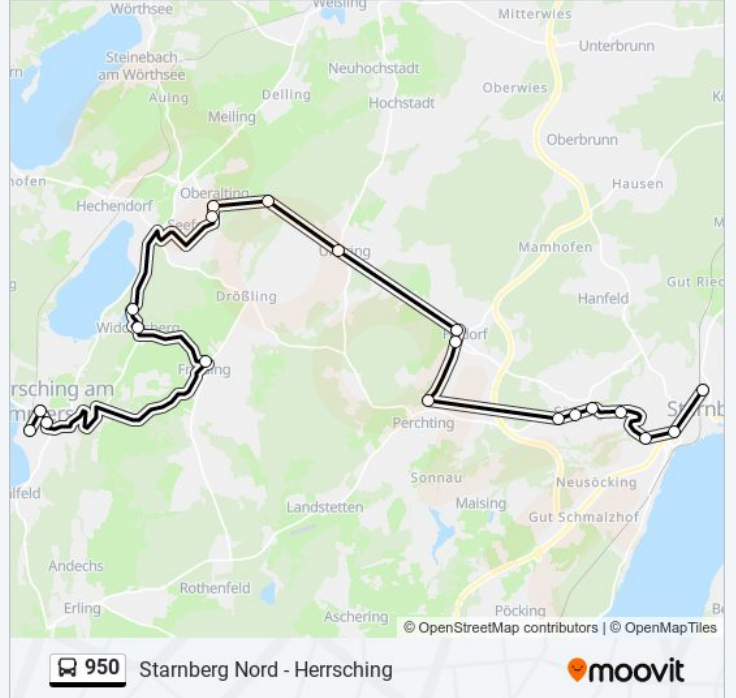 Wörthsee
Weßling
Mitterwies
Unterbrunn
Steinebach
am Wörthsee
Neuhochstadt
Auing
Delling
Oberwies
Hochstadt
Meiling
Oberbrunn
Oberalting
Hausen
Hechendorf
Mamhofen
Gut Ried
Drößling
Hanfeld
Perchting
Sonnau
Neusöcking
Maising
Landstetten
Gut Schmalzhof
Andechs
Rothenfeld
Erling
Aschering
Pöcking
© OpenStreetMap contributors | © OpenMapTiles
950 Starnberg Nord - Herrsching
moovit